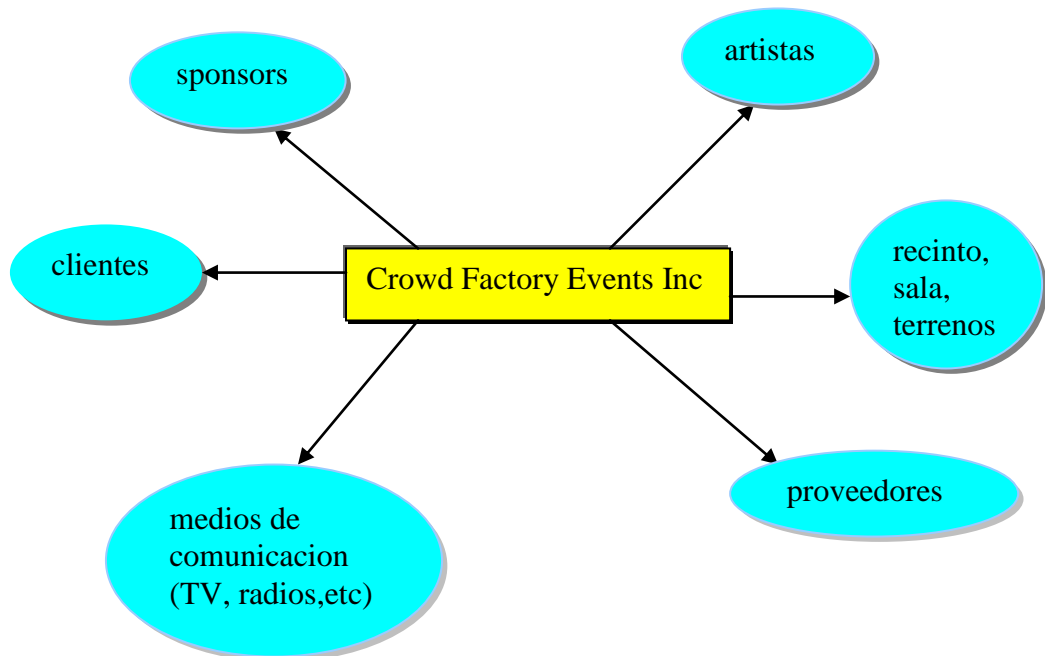 sponsors
artistas
clientes
Crowd Factory Events Inc
recinto,
sala,
terrenos
medios de
comunicacion
(TV, radios,etc)
proveedores